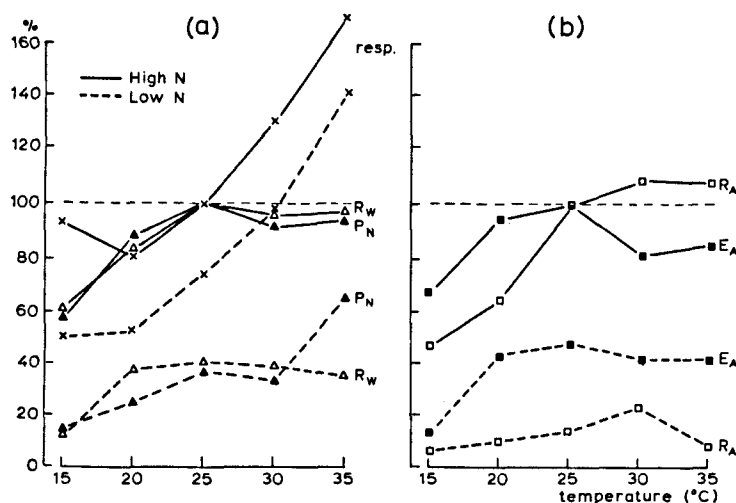 %
(a)
(b)
160
140
120
100
80
60
40
20
0
High N
Low N
resp.
R_W
P_N
P_N
R_W
R_A
E_A
E_A
R_A
15 20 25 30 35
15 20 25 30 35
temperature (°C)